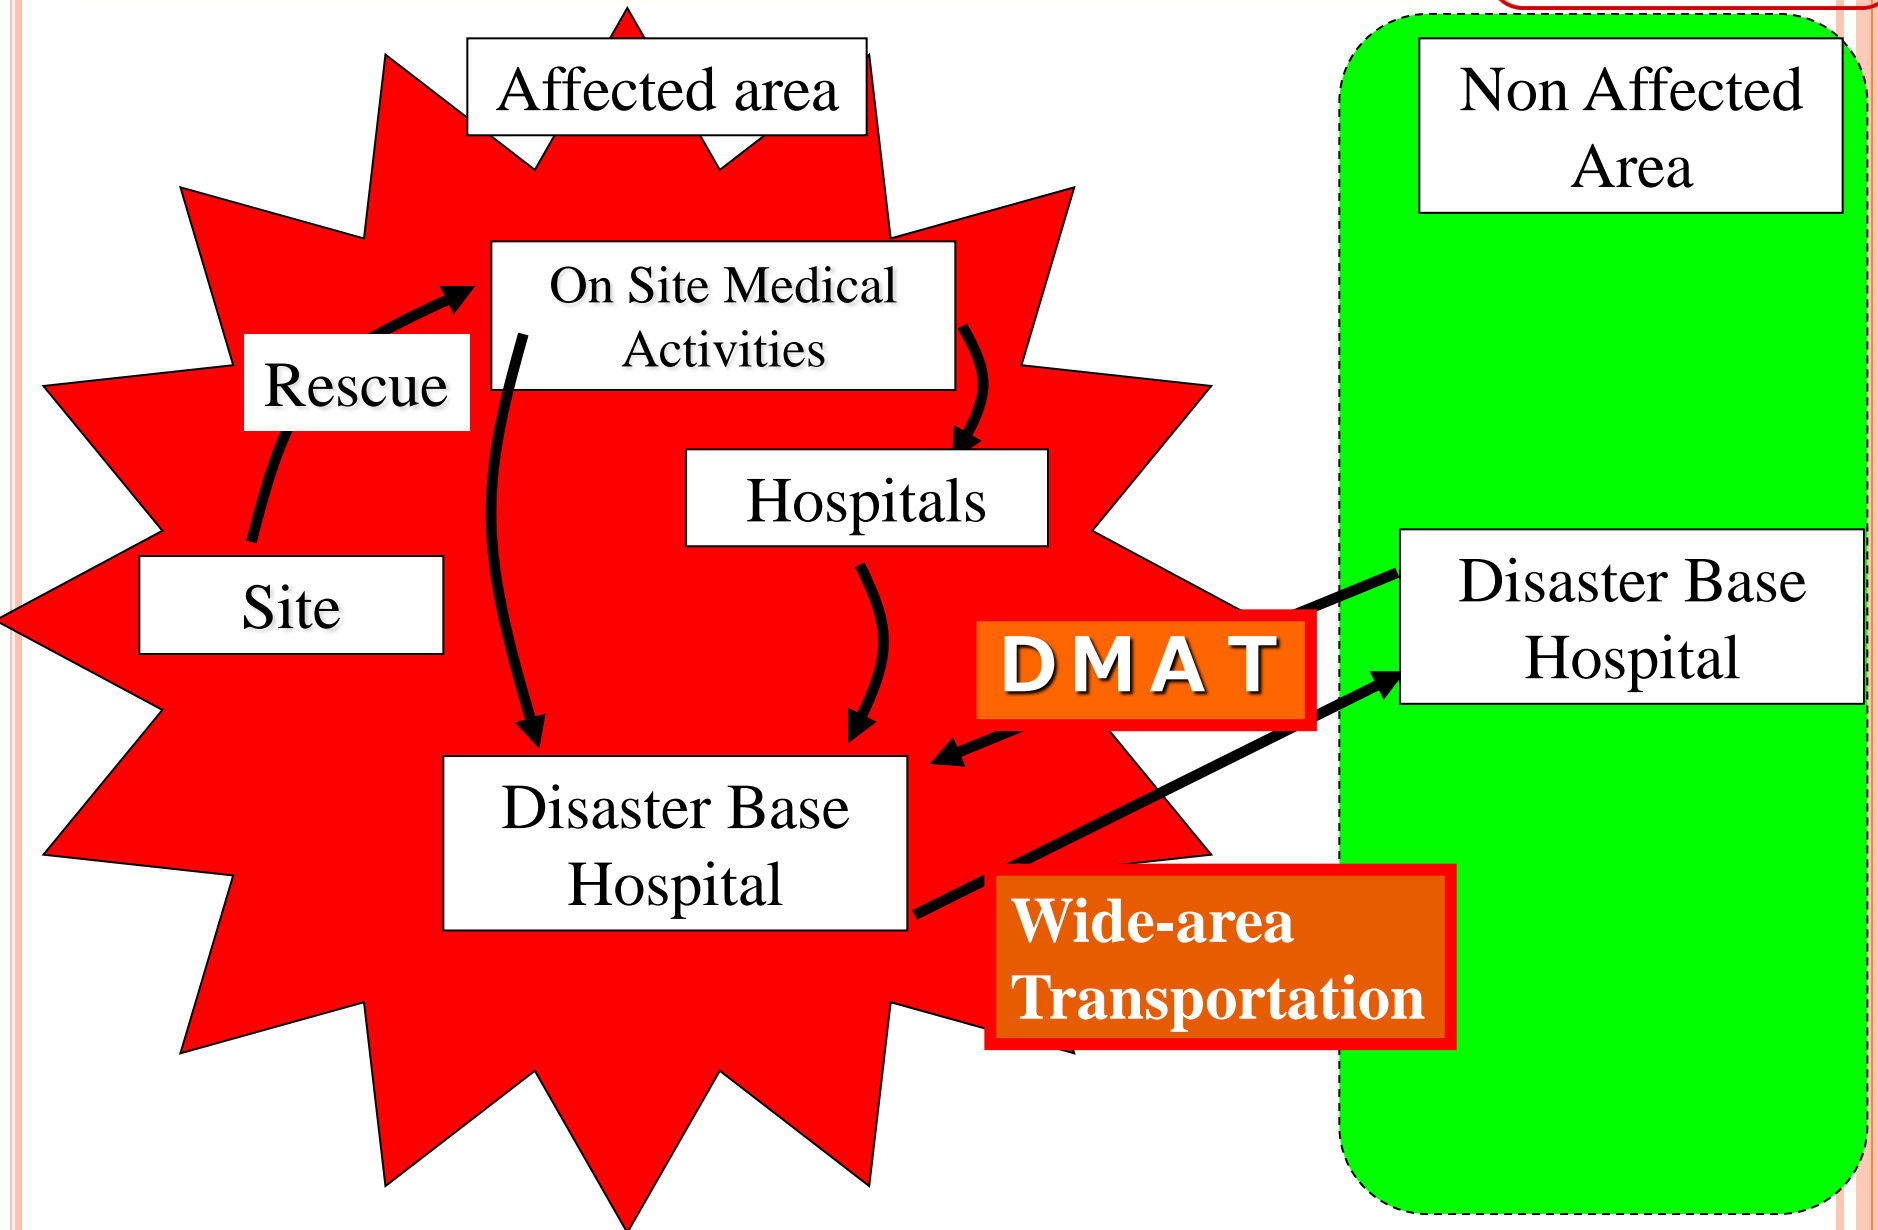 Affected area
Non Affected
Area
On Site Medical
Activities
Rescue
Hospitals
Site
Disaster Base
Hospital
DMAT
Disaster Base
Hospital
Wide-area
Transportation